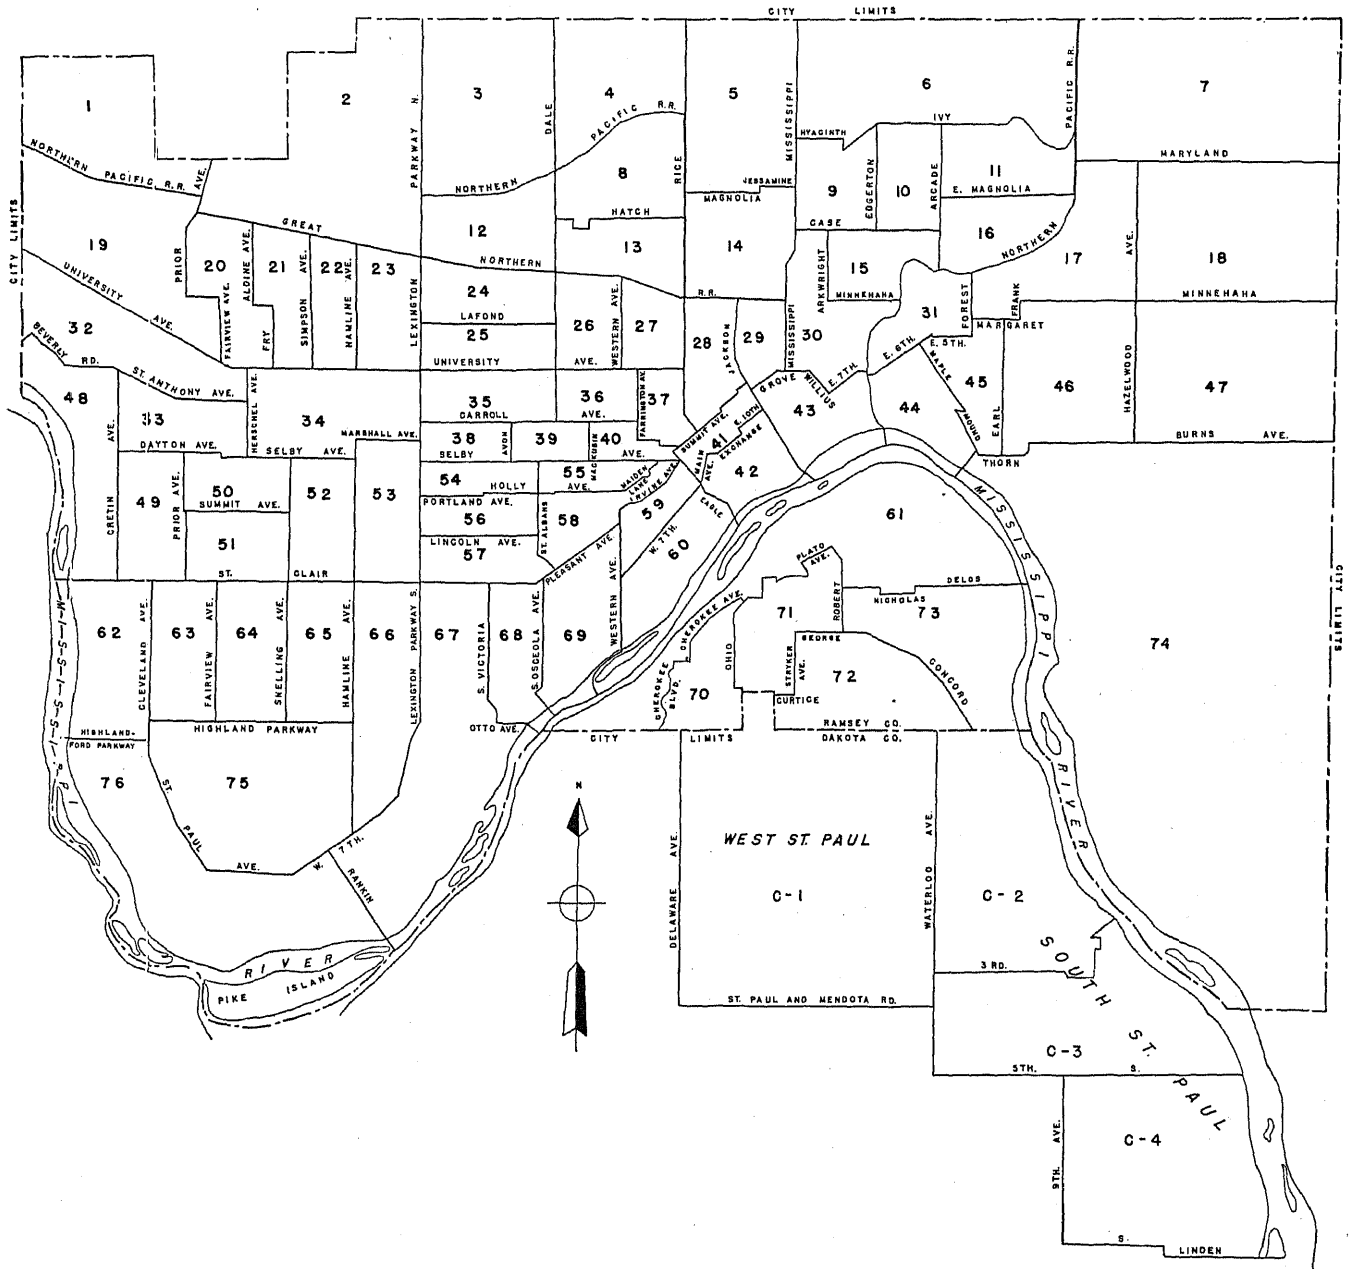 CITY LIMITS
1
2
3
4
5
6
7
PARKWAY N.
DALE
PACIFIC R.R.
MISSISSIPPI
PACIFIC R.R.
HYACINTH
IVY
NORTHERN PACIFIC R.R.
AVE.
NORTHERN
8
RICE
JESSAMINE
MAGNOLIA
9
EDGERTON
10
ARCADE
11
E. MAGNOLIA
MARYLAND
CITY LIMITS
GREAT
HATCH
CASE
12
13
14
15
16
NORTHERN
17
AVE.
18
19
PRIOR
20
ALDINE AVE.
21
SIMPSON AVE.
22
HAMLINE AVE.
23
LEXINGTON
NORTHERN
R.R.
UNIVERSITY AVE.
FAIRVIEW AVE.
FRY
24
LAFOND
25
26
WESTERN AVE.
27
28
JACKSON
29
MISSISSIPPI
30
ARKWRIGHT
MINNEHAHA
31
FOREST
FRANK
MARGARET
MINNEHAHA
UNIVERSITY AVE.
32
BEVERLY RD.
ST. ANTHONY AVE.
33
HERSCHEL AVE.
34
MARSHALL AVE.
35
CARROLL AVE.
36
FARRINGTON AV.
37
GROVE
WILLIUS
E. 7TH.
E. 6TH.
E. 5TH.
MAPLE
MOUND
43
44
45
EARL
46
HAZELWOOD
47
BURNS AVE.
THORN
48
CRETIN AVE.
DAYTON AVE.
SELBY AVE.
38
SELBY AVE.
AVON
39
MACKUBIN
40
SUMMIT AVE.
41
E. 10TH
MAIN AVE.
EXCHANGE
42
49
PRIOR AVE.
50
SUMMIT AVE.
51
52
53
54
HOLLY AVE.
55
MAIDEN LANE
IRVINE AVE.
PORTLAND AVE.
56
LINCOLN AVE.
57
ST. ALBANS
58
PLEASANT AVE.
59
W. 7TH.
60
EAGLE
61
MISSISSIPPI
RIVER
ST. CLAIR
M-I-S-S-I-S-S-I-P-P-I
62
CLEVELAND AVE.
63
FAIRVIEW AVE.
64
SNELLING AVE.
65
HAMLINE AVE.
66
LEXINGTON PARKWAY S.
67
S. VICTORIA
68
S. OSCEOLA AVE.
69
WESTERN AVE.
CHEROKEE AVE.
CHEROKEE BLVD.
70
OHIO
PLATO AVE.
71
ROBERT
NICHOLAS
DELOS
73
GEORGE
STRYKER AVE.
72
CURTICE
CONCORD
74
CITY LIMITS
HIGHLAND-
FORD PARKWAY
HIGHLAND PARKWAY
OTTO AVE.
CITY LIMITS
RAMSEY CO.
DAKOTA CO.
76
ST. PAUL AVE.
75
W. 7TH.
RANKIN
RIVER
PIKE ISLAND
N
DELAWARE AVE.
WEST ST. PAUL
C-1
WATERLOO AVE.
C-2
3 RD.
SOUTH ST. PAUL
ST. PAUL AND MENDOTA RD.
C-3
5TH. S.
9TH. AVE.
C-4
S. LINDEN